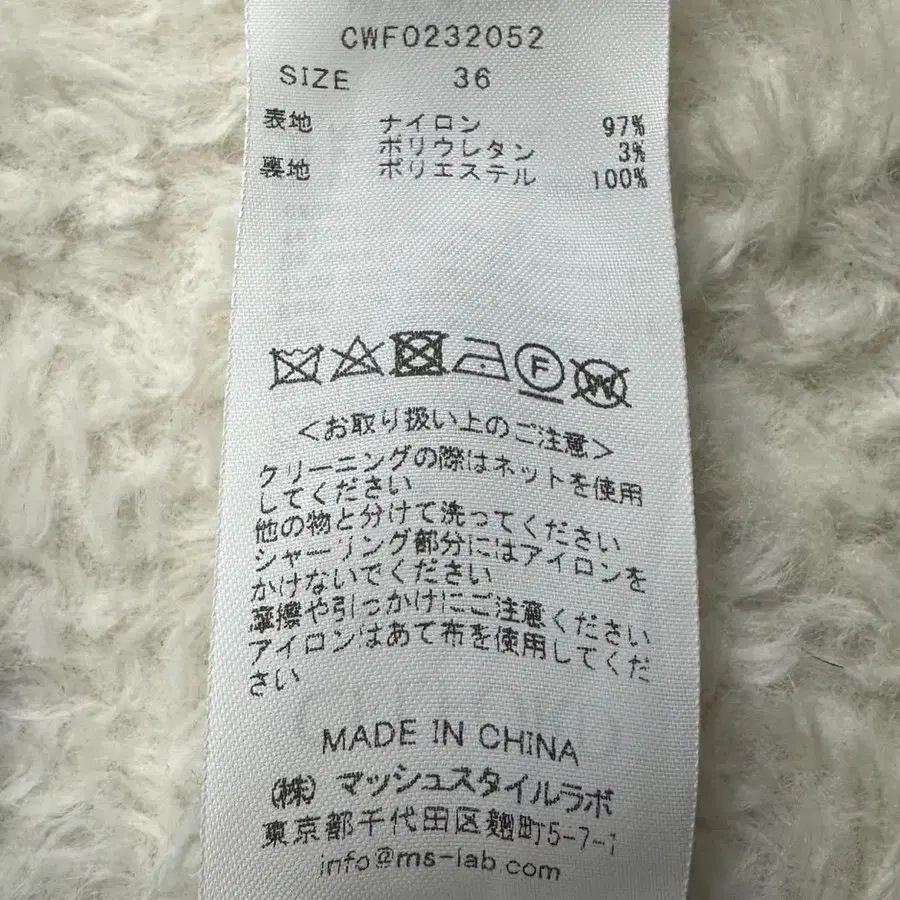 CWF0232052
SIZE 36
表地 ナイロン 97%
ポリウレタン 3%
裏地 ポリエステル 100%
F
W
<お取り扱い上のご注意>
クリーニングの際はネットを使用
してください
他の物と分けて洗ってください
シャーリング部分にはアイロンを
かけないでください
摩擦や引っかけにご注意ください
アイロンはあて布を使用してくだ
さい
MADE IN CHINA
(株)マッシュスタイルラボ
東京都千代田区麹町5-7-1
info@ms-lab.com